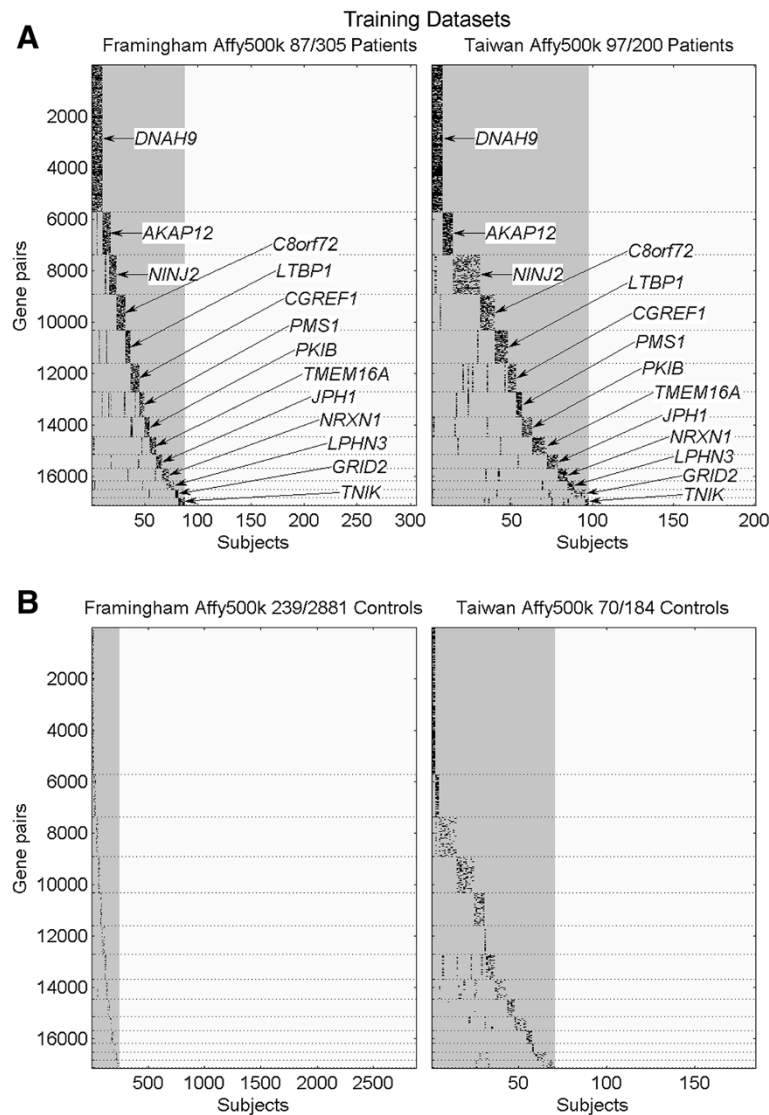 Training Datasets
A
Framingham Affy500k 87/305 Patients
Taiwan Affy500k 97/200 Patients
Gene pairs
2000
4000
6000
8000
10000
12000
14000
16000
DNAH9
AKAP12
NINJ2
C8orf72
LTBP1
CGREF1
PMS1
PKIB
TMEM16A
JPH1
NRXN1
LPHN3
GRID2
TNIK
50 100 150 200 250 300
Subjects
DNAH9
AKAP12
NINJ2
C8orf72
LTBP1
CGREF1
PMS1
PKIB
TMEM16A
JPH1
NRXN1
LPHN3
GRID2
TNIK
50 100 150 200
Subjects
B
Framingham Affy500k 239/2881 Controls
Taiwan Affy500k 70/184 Controls
Gene pairs
2000
4000
6000
8000
10000
12000
14000
16000
500 1000 1500 2000 2500
Subjects
50 100 150
Subjects